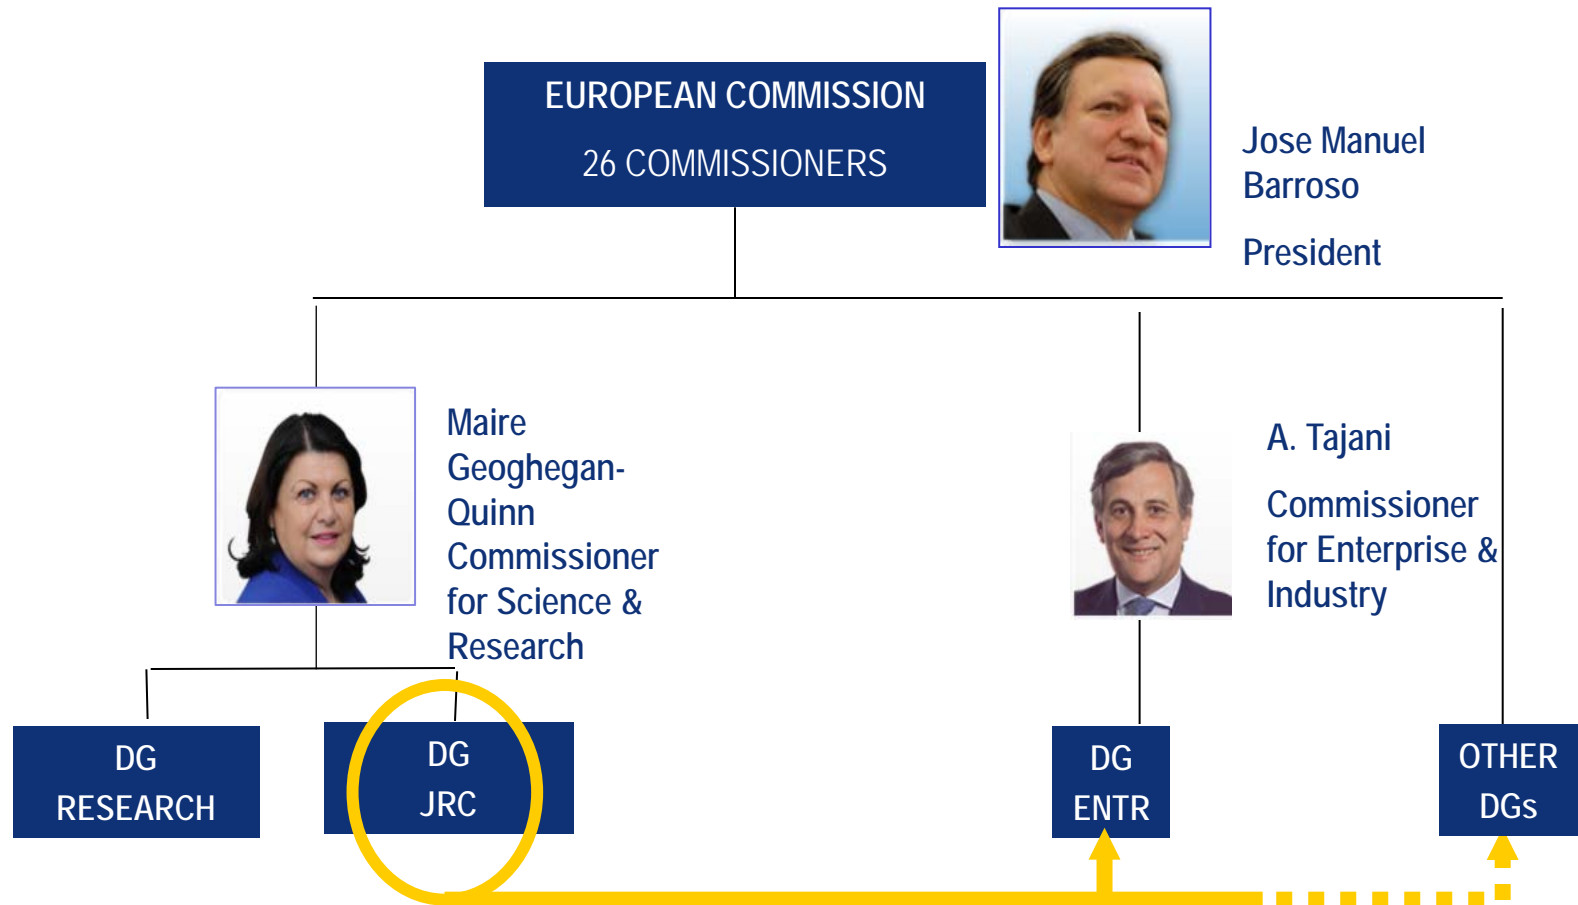 EUROPEAN COMMISSION
26 COMMISSIONERS
Jose Manuel
Barroso
President
Maire
Geoghegan-
Quinn
Commissioner
for Science &
Research
A. Tajani
Commissioner
for Enterprise &
Industry
DG
RESEARCH
DG
JRC
DG
ENTR
OTHER
DGs